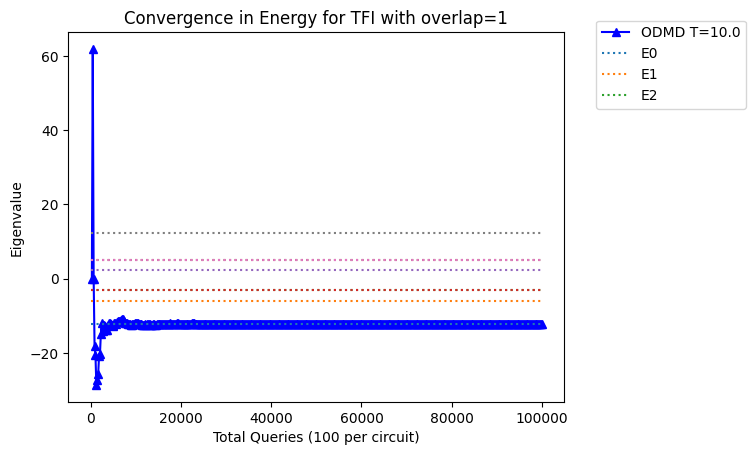 Convergence in Energy for TFI with overlap=1
ODMD T=10.0
E0
E1
E2
Eigenvalue
60
40
20
0
−20
0
20000
40000
60000
80000
100000
Total Queries (100 per circuit)